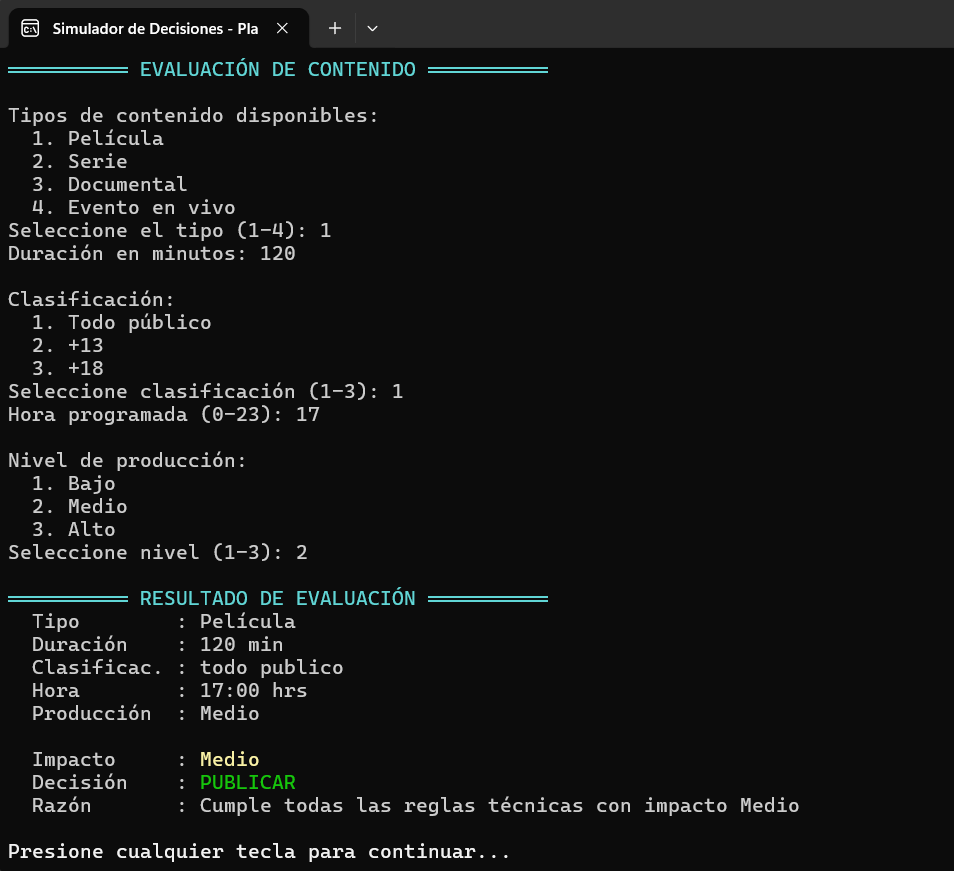 Simulador de Decisiones - Pla
══════════ EVALUACIÓN DE CONTENIDO ══════════
Tipos de contenido disponibles:
1. Película
2. Serie
3. Documental
4. Evento en vivo
Seleccione el tipo (1-4): 1
Duración en minutos: 120
Clasificación:
1. Todo público
2. +13
3. +18
Seleccione clasificación (1-3): 1
Hora programada (0-23): 17
Nivel de producción:
1. Bajo
2. Medio
3. Alto
Seleccione nivel (1-3): 2
══════════ RESULTADO DE EVALUACIÓN ══════════
Tipo : Película
Duración : 120 min
Clasificac. : todo publico
Hora : 17:00 hrs
Producción : Medio
Impacto : Medio
Decisión : PUBLICAR
Razón : Cumple todas las reglas técnicas con impacto Medio
Presione cualquier tecla para continuar...